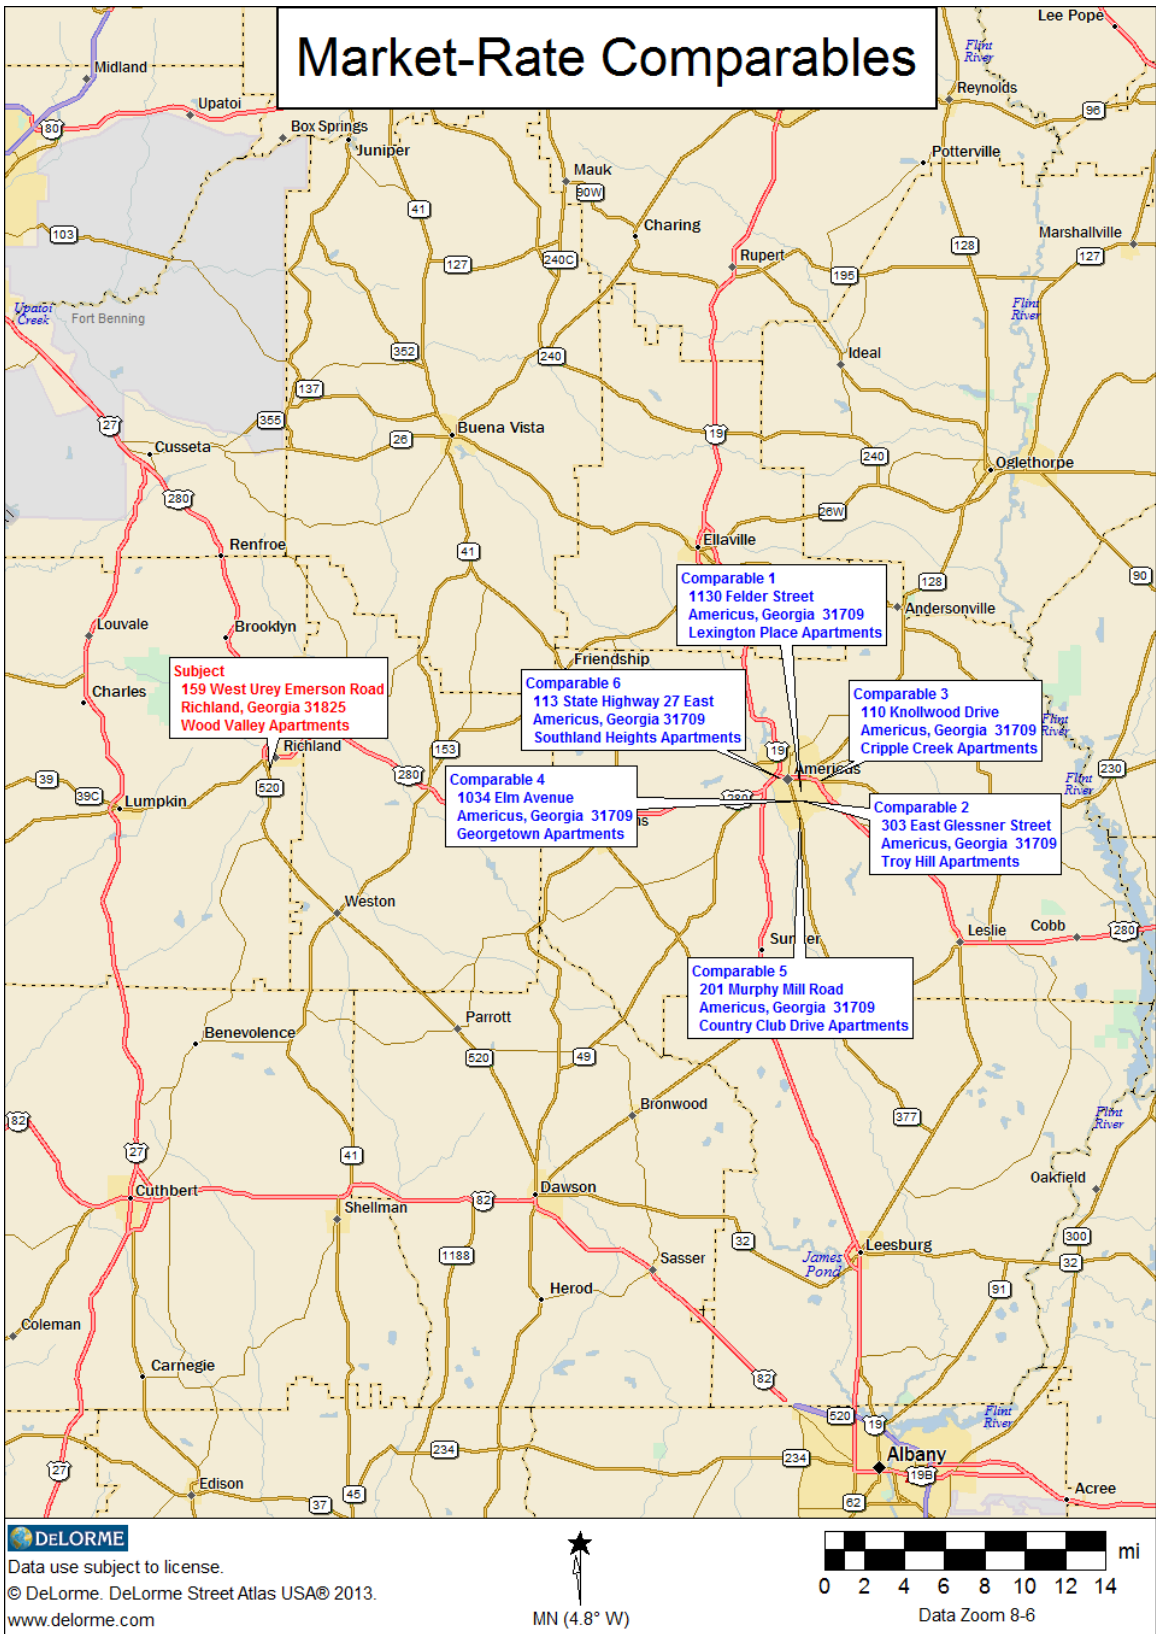 Market-Rate Comparables
Lee Pope
Flint
River
Midland
Upatoi
Reynolds
80
96
Box Springs
Juniper
Potterville
Mauk
90W
41
Charing
103
128
Marshallville
127
240C
127
Rupert
195
Upatoi
Creek
Fort Benning
Flint
River
352
240
Ideal
137
27
355
26
Buena Vista
19
Cusseta
240
Oglethorpe
280
26W
Renfroe
41
Ellaville
90
128
Andersonville
Louvale
Brooklyn
Friendship
Charles
Comparable 1
1130 Felder Street
Americus, Georgia 31709
Lexington Place Apartments
Subject
159 West Urey Emerson Road
Richland, Georgia 31825
Wood Valley Apartments
Comparable 6
113 State Highway 27 East
Americus, Georgia 31709
Southland Heights Apartments
Comparable 3
110 Knollwood Drive
Americus, Georgia 31709
Cripple Creek Apartments
Flint
River
Richland
153
19
Americus
39
39C
Lumpkin
520
280
280
Flint
River
230
Comparable 4
1034 Elm Avenue
Americus, Georgia 31709
Georgetown Apartments
Comparable 2
303 East Glessner Street
Americus, Georgia 31709
Troy Hill Apartments
Weston
Leslie
Cobb
280
Comparable 5
201 Murphy Mill Road
Americus, Georgia 31709
Country Club Drive Apartments
Benevolence
Parrott
520
49
Bronwood
377
82
Flint
River
27
41
Cuthbert
Shellman
82
Dawson
Oakfield
1188
32
James
Pond
Leesburg
300
32
Sasser
Herod
91
Coleman
Carnegie
82
520
19
Flint
River
234
234
Albany
19B
27
Edison
37
45
62
Acree
DELORME
Data use subject to license.
© DeLorme. DeLorme Street Atlas USA® 2013.
www.delorme.com
MN (4.8° W)
mi
0 2 4 6 8 10 12 14
Data Zoom 8-6